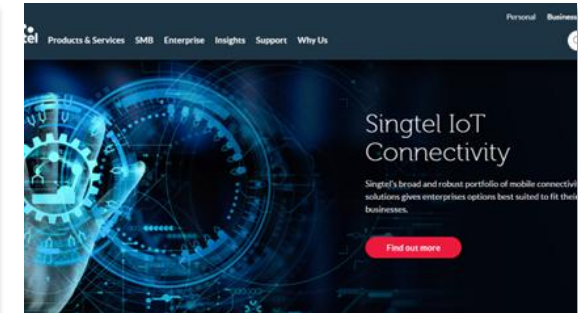 Personal Business
tel Products & Services SMB Enterprise Insights Support Why Us
Singtel IoT
Connectivity
Singtel's broad and robust portfolio of mobile connectivi
solutions gives enterprises options best suited to fit their
businesses.
Find out more